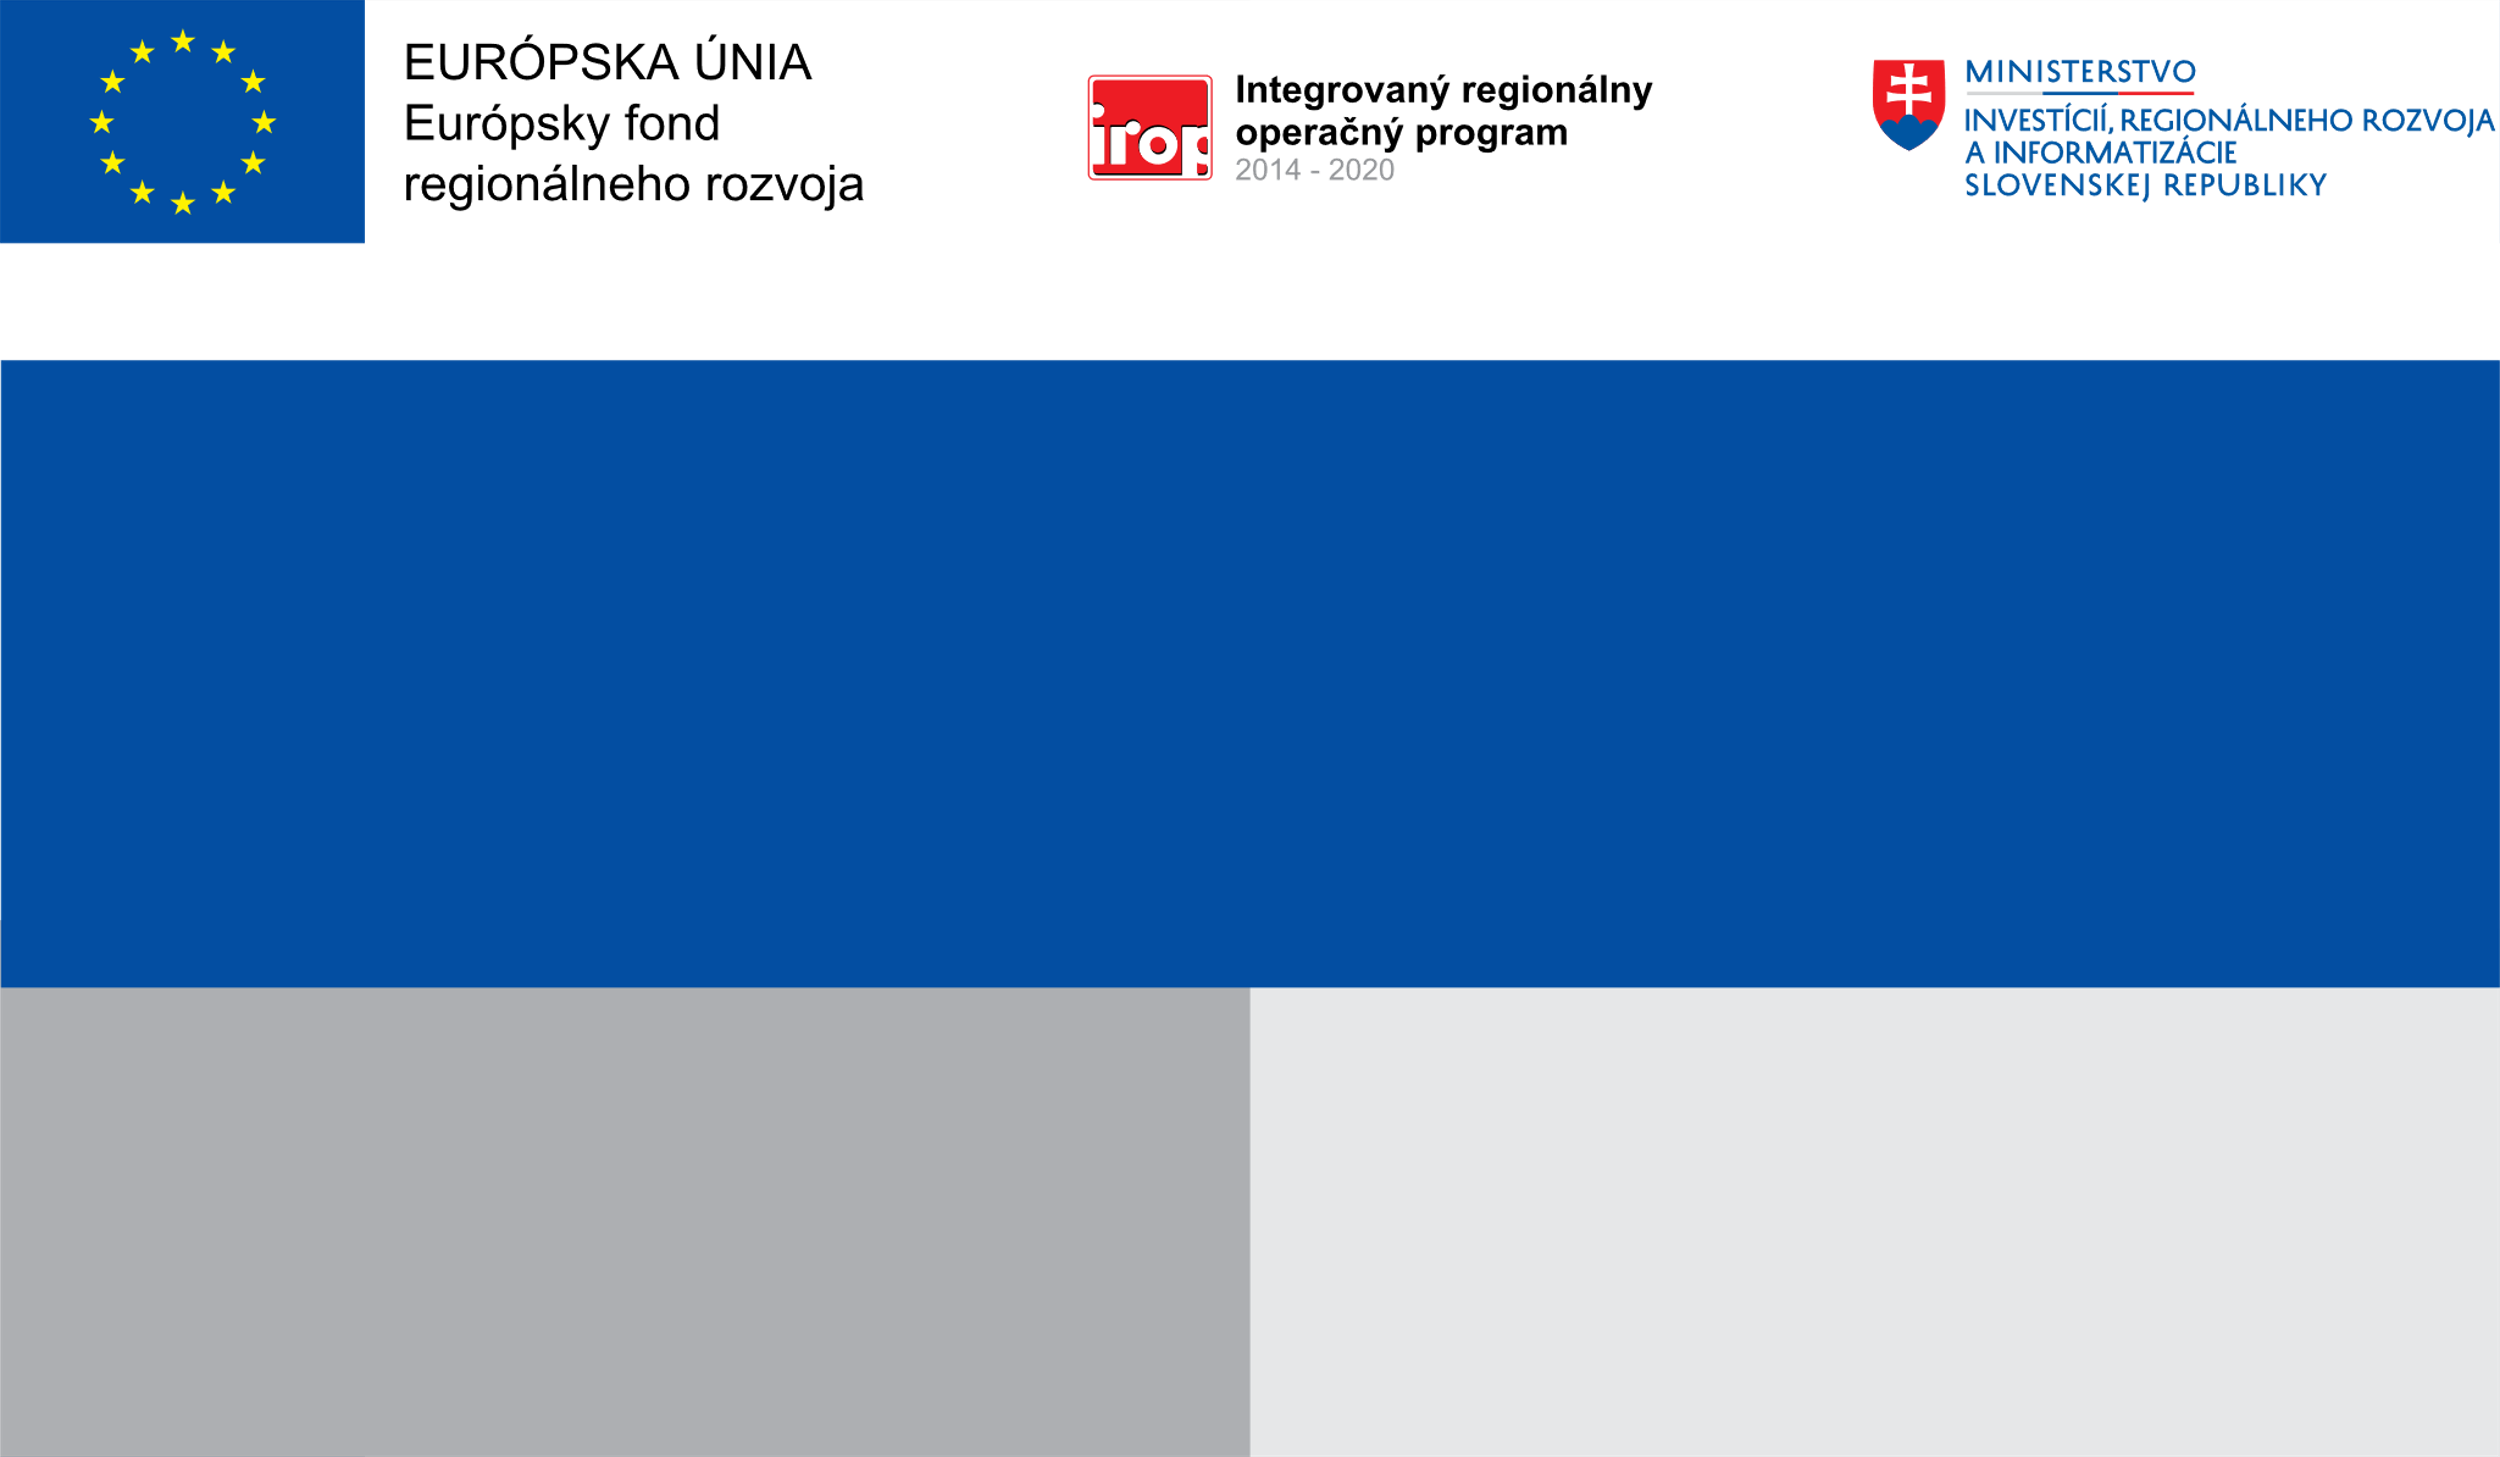 EURÓPSKA ÚNIA
Európsky fond
regionálneho rozvoja
irop
Integrovaný regionálny
operačný program
2014 - 2020
MINISTERSTVO
INVESTÍCIÍ, REGIONÁLNEHO ROZVOJA
A INFORMATIZÁCIE
SLOVENSKEJ REPUBLIKY